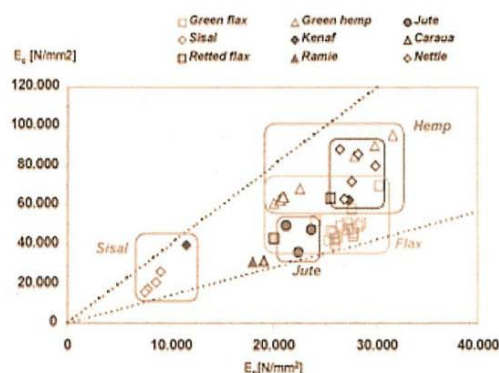 Green flax Green hemp Jute
Sisal Kenaf Caraua
Retted flax Ramie Nettle
E [N/mm2]
120.000
100.000
80.000
60.000
40.000
20.000
0
Hemp
Sisal
Flax
Jute
0 10.000 20.000 30.000 40.000
E [N/mm²]